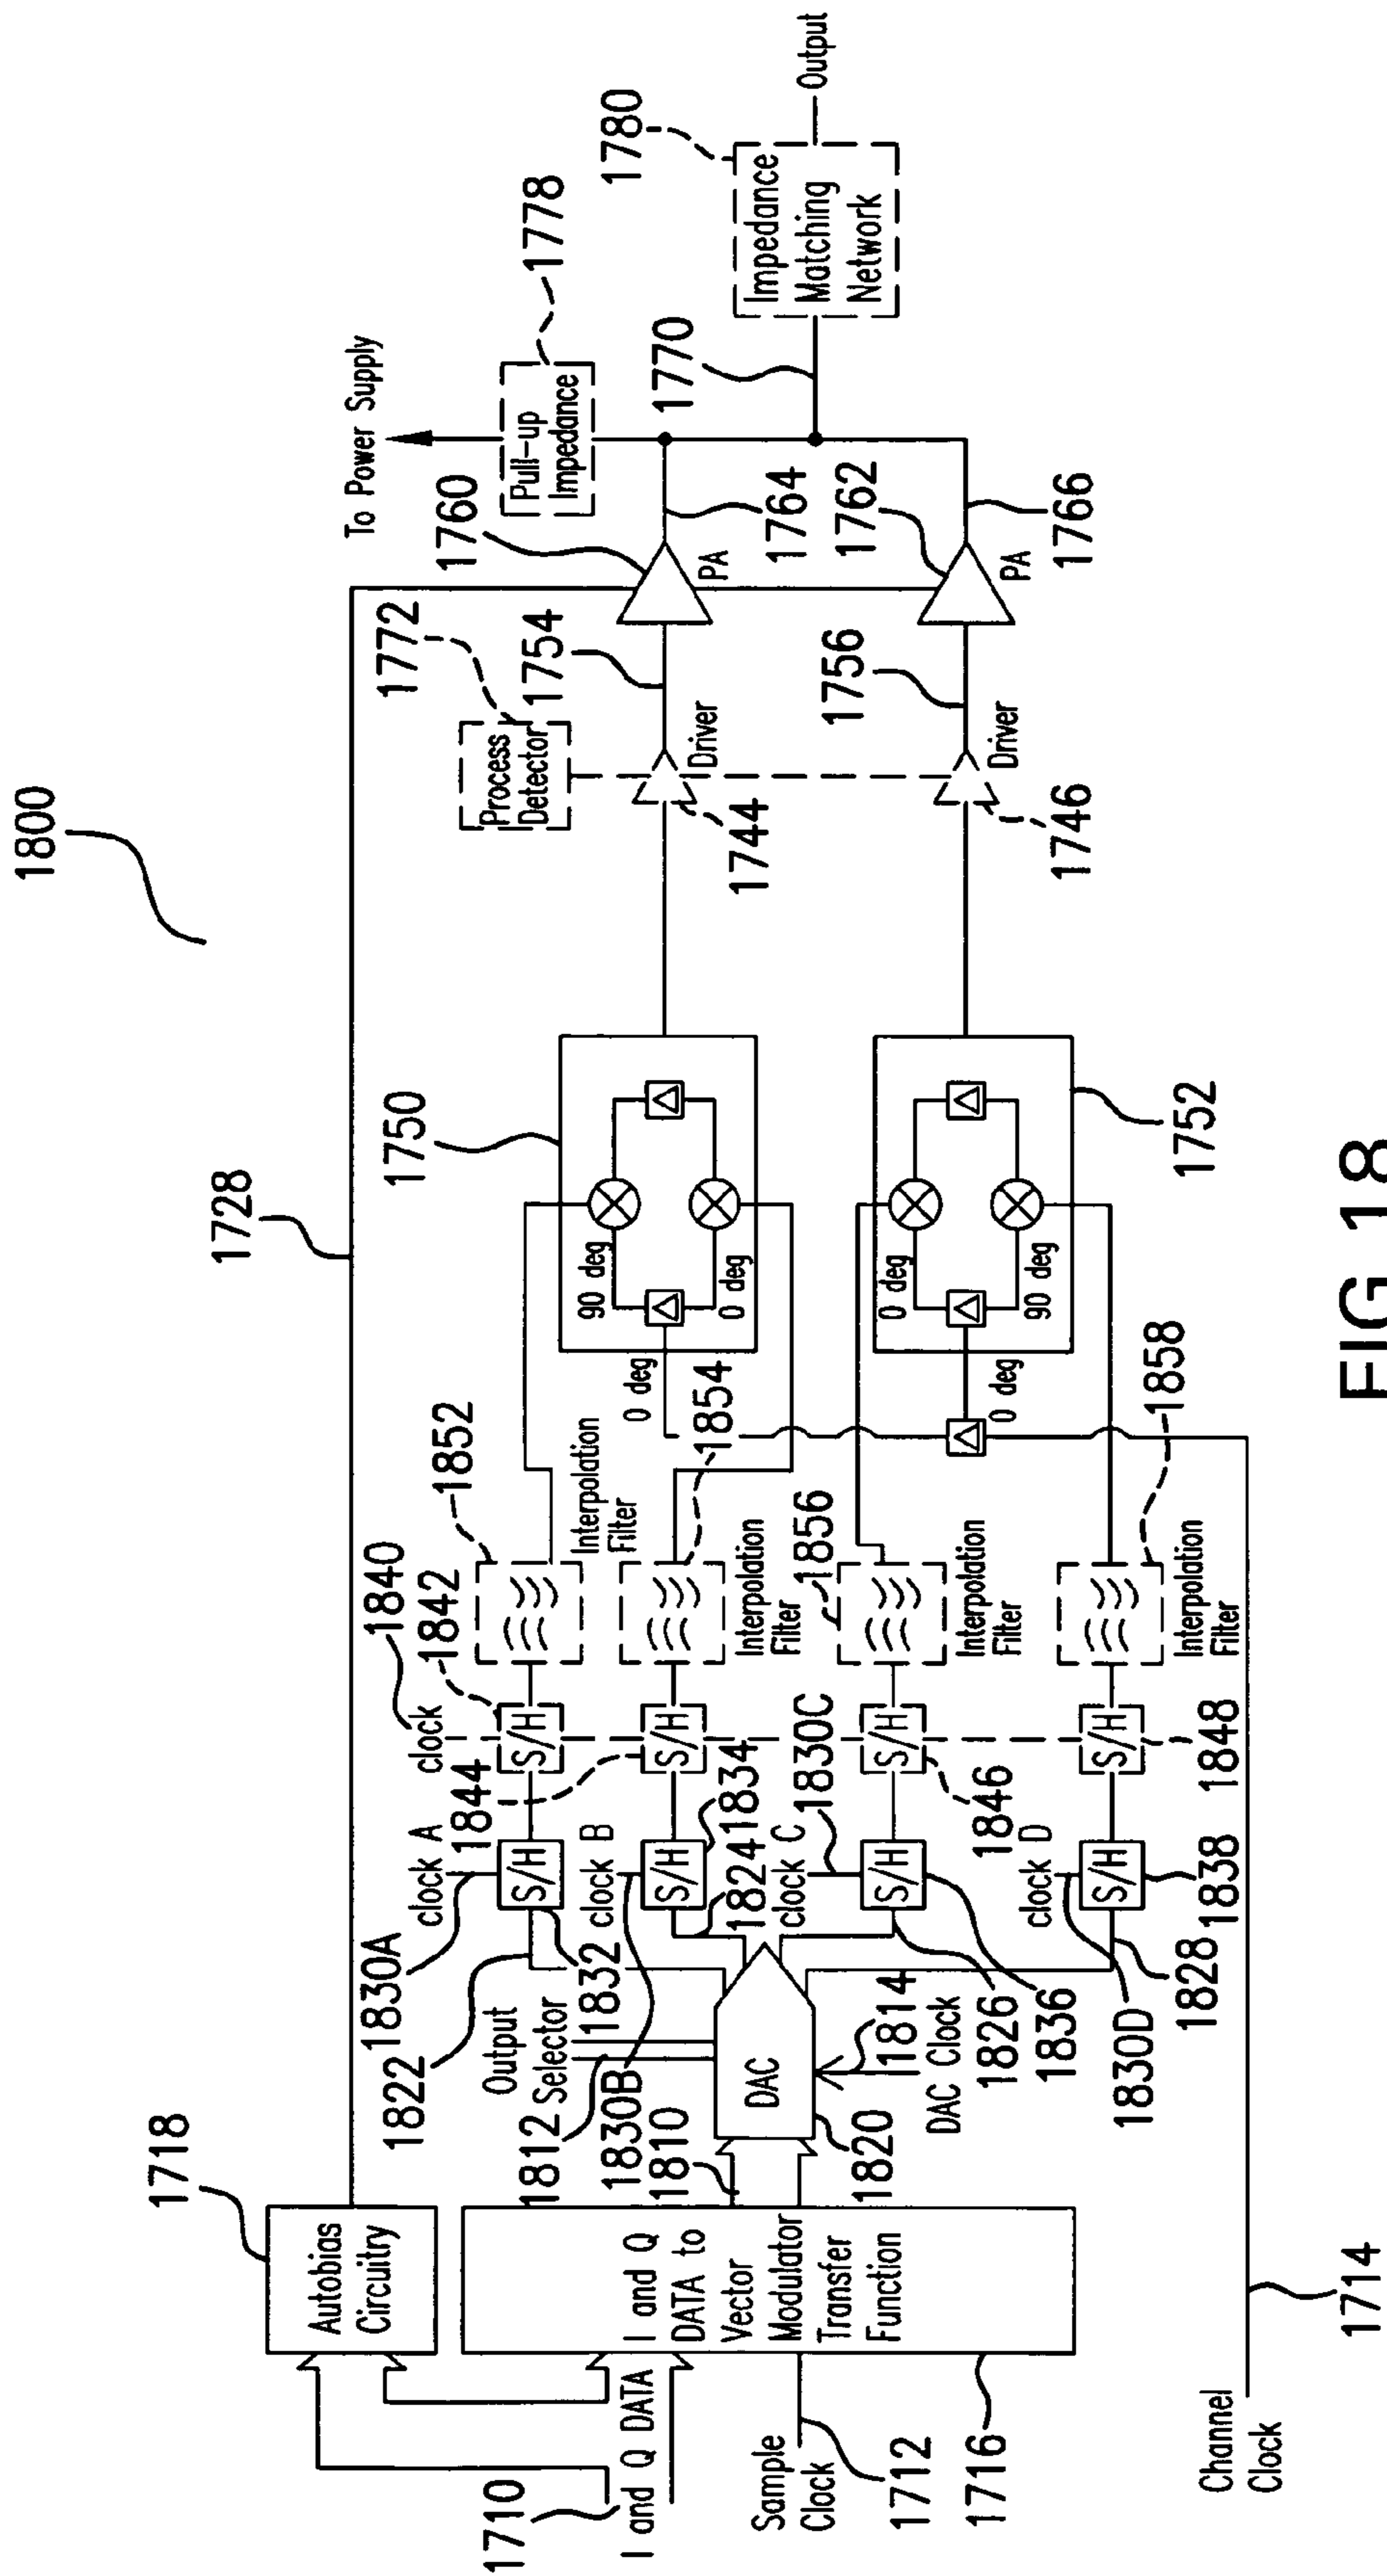 1800
1718
Autobias
Circuitry
1728
1710
I and Q DATA
Sample
Clock
1712
1716
I and Q
DATA to
Vector
Modulator
Transfer
Function
Channel
Clock
1714
1810
1812
Output
Selector
DAC
1820
1814
DAC Clock
1822
1824
1826
1828
1830A
clock A
S/H
1832
1830B
clock B
S/H
1834
1830C
clock C
S/H
1836
1830D
clock D
S/H
1838
1840
clock
1842
S/H
1844
S/H
1846
S/H
1848
S/H
1852
Interpolation
Filter
1854
Interpolation
Filter
1856
Interpolation
Filter
1858
Interpolation
Filter
1750
90 deg
0 deg
0 deg
1752
0 deg
90 deg
0 deg
1772
Process
Detector
1744
Driver
1746
Driver
1754
1756
1760
PA
1762
PA
1764
1766
To Power Supply
Pull-up
Impedance
1778
1770
1780
Impedance
Matching
Network
Output
FIG.18